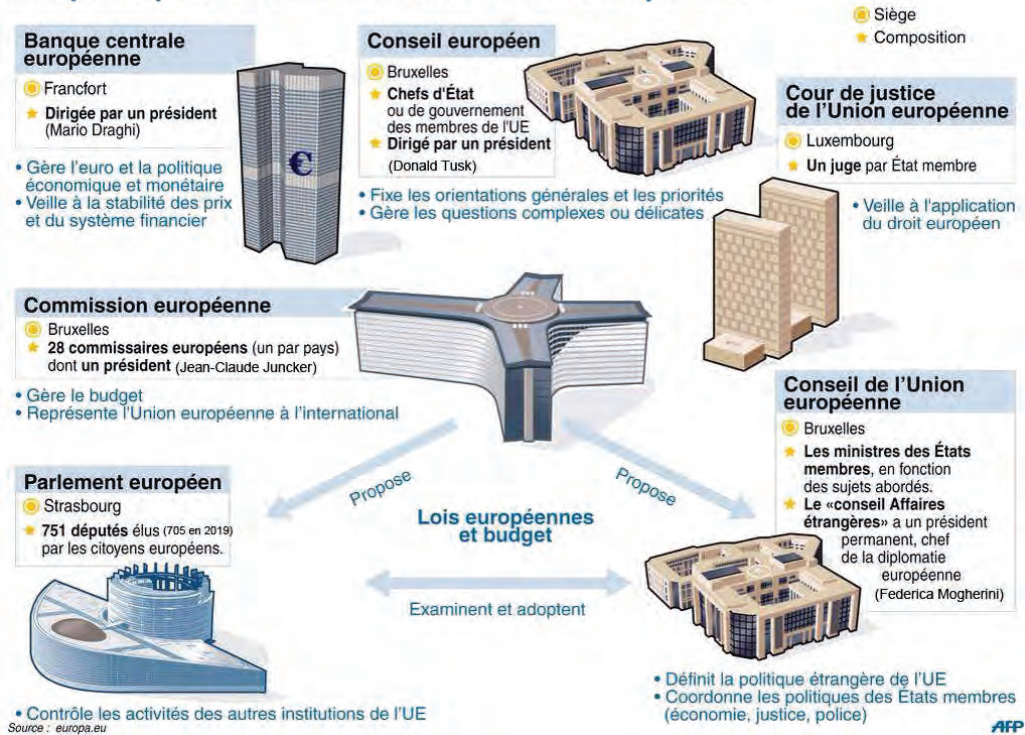 Siège
Composition
Banque centrale
européenne
Francfort
Dirigée par un président
(Mario Draghi)
• Gère l'euro et la politique
économique et monétaire
• Veille à la stabilité des prix
et du système financier
€
Conseil européen
Bruxelles
Chefs d'État
ou de gouvernement
des membres de l'UE
Dirigé par un président
(Donald Tusk)
• Fixe les orientations générales et les priorités
• Gère les questions complexes ou délicates
Cour de justice
de l'Union européenne
Luxembourg
Un juge par État membre
• Veille à l'application
du droit européen
Commission européenne
Bruxelles
28 commissaires européens (un par pays)
dont un président (Jean-Claude Juncker)
• Gère le budget
• Représente l'Union européenne à l'international
Conseil de l'Union
européenne
Bruxelles
Les ministres des États
membres, en fonction
des sujets abordés.
Le «conseil Affaires
étrangères» a un président
permanent, chef
de la diplomatie
européenne
(Federica Mogherini)
Parlement européen
Strasbourg
751 députés élus (705 en 2019)
par les citoyens européens.
Propose
Propose
Lois européennes
et budget
Examinent et adoptent
• Définit la politique étrangère de l'UE
• Coordonne les politiques des États membres
(économie, justice, police)
• Contrôle les activités des autres institutions de l'UE
Source : europa.eu
AFP